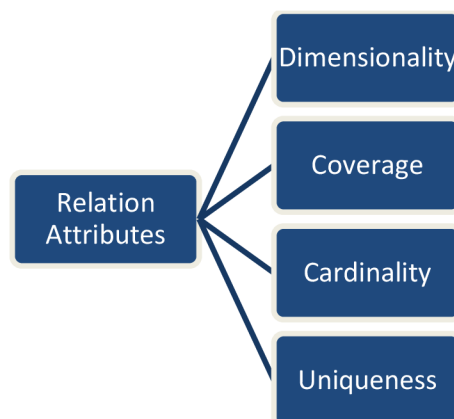 Dimensionality
Coverage
Relation
Attributes
Cardinality
Uniqueness